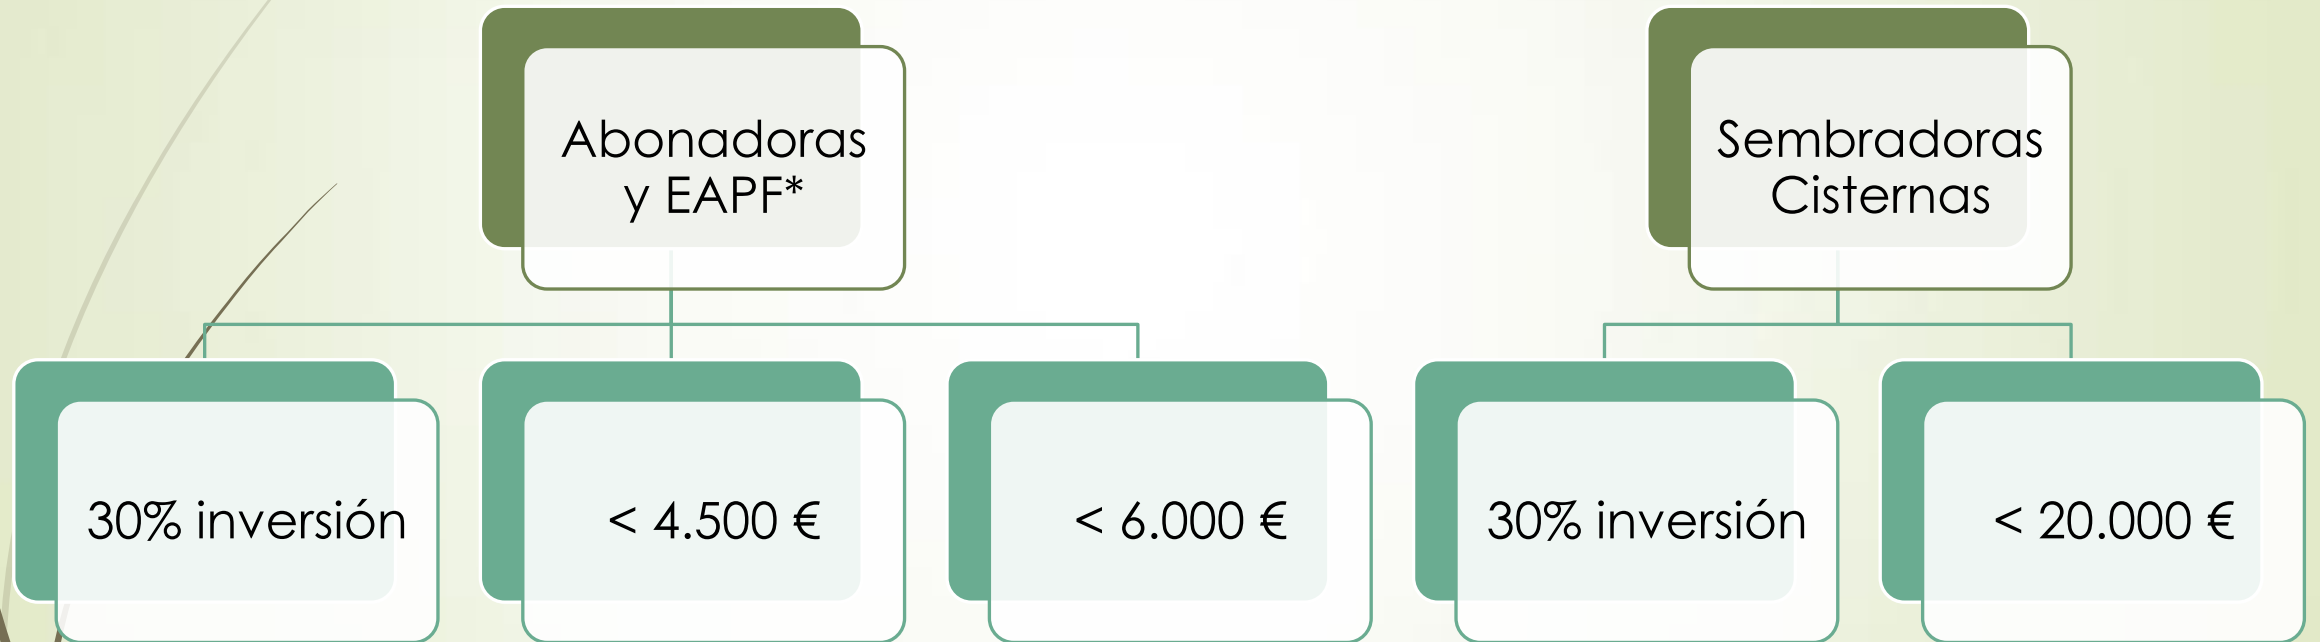 Abonadoras
y EAPF*
Sembradoras
Cisternas
30% inversión
< 4.500 €
< 6.000 €
30% inversión
< 20.000 €